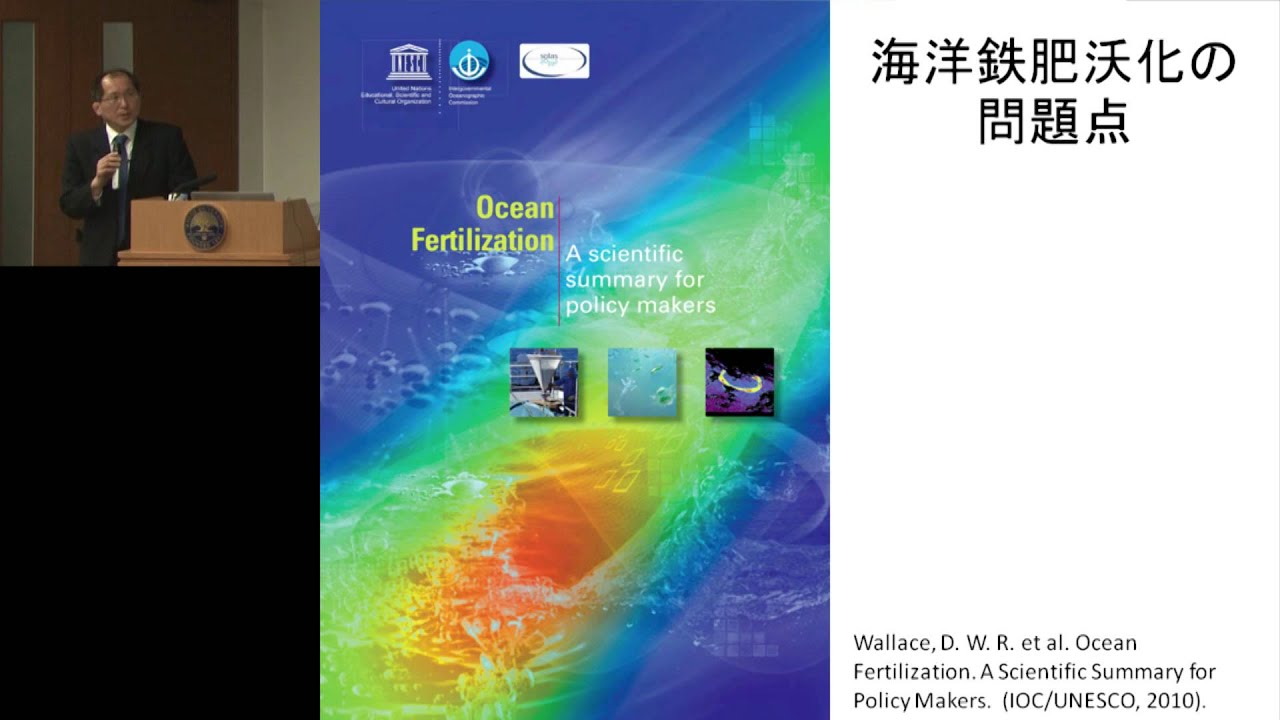 United Nations
Educational, Scientific and
Cultural Organization
Intergovernmental
Oceanographic
Commission
solas
Ocean
Fertilization
A scientific
summary for
policy makers
海洋鉄肥沃化の
問題点
Wallace, D. W. R. et al. Ocean
Fertilization. A Scientific Summary for
Policy Makers. (IOC/UNESCO, 2010).